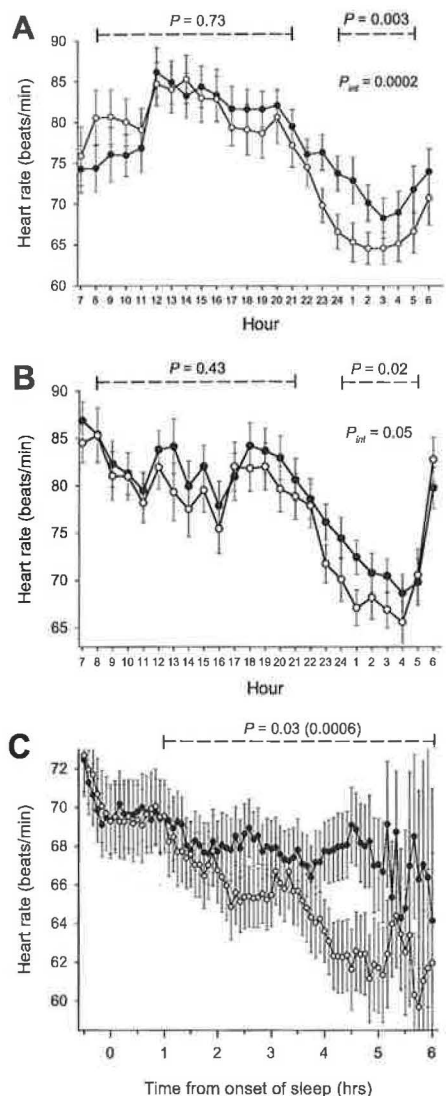 A
P = 0.73
P = 0.003
P int = 0.0002
Heart rate (beats/min)
90
85
80
75
70
65
60
7 8 9 10 11 12 13 14 15 16 17 18 19 20 21 22 23 24 1 2 3 4 5 6
Hour
B
P = 0.43
P = 0.02
P int = 0.05
Heart rate (beats/min)
90
85
80
75
70
65
7 8 9 10 11 12 13 14 15 16 17 18 19 20 21 22 23 24 1 2 3 4 5 6
Hour
C
P = 0.03 (0.0006)
Heart rate (beats/min)
72
70
68
66
64
62
60
0 1 2 3 4 5 6
Time from onset of sleep (hrs)